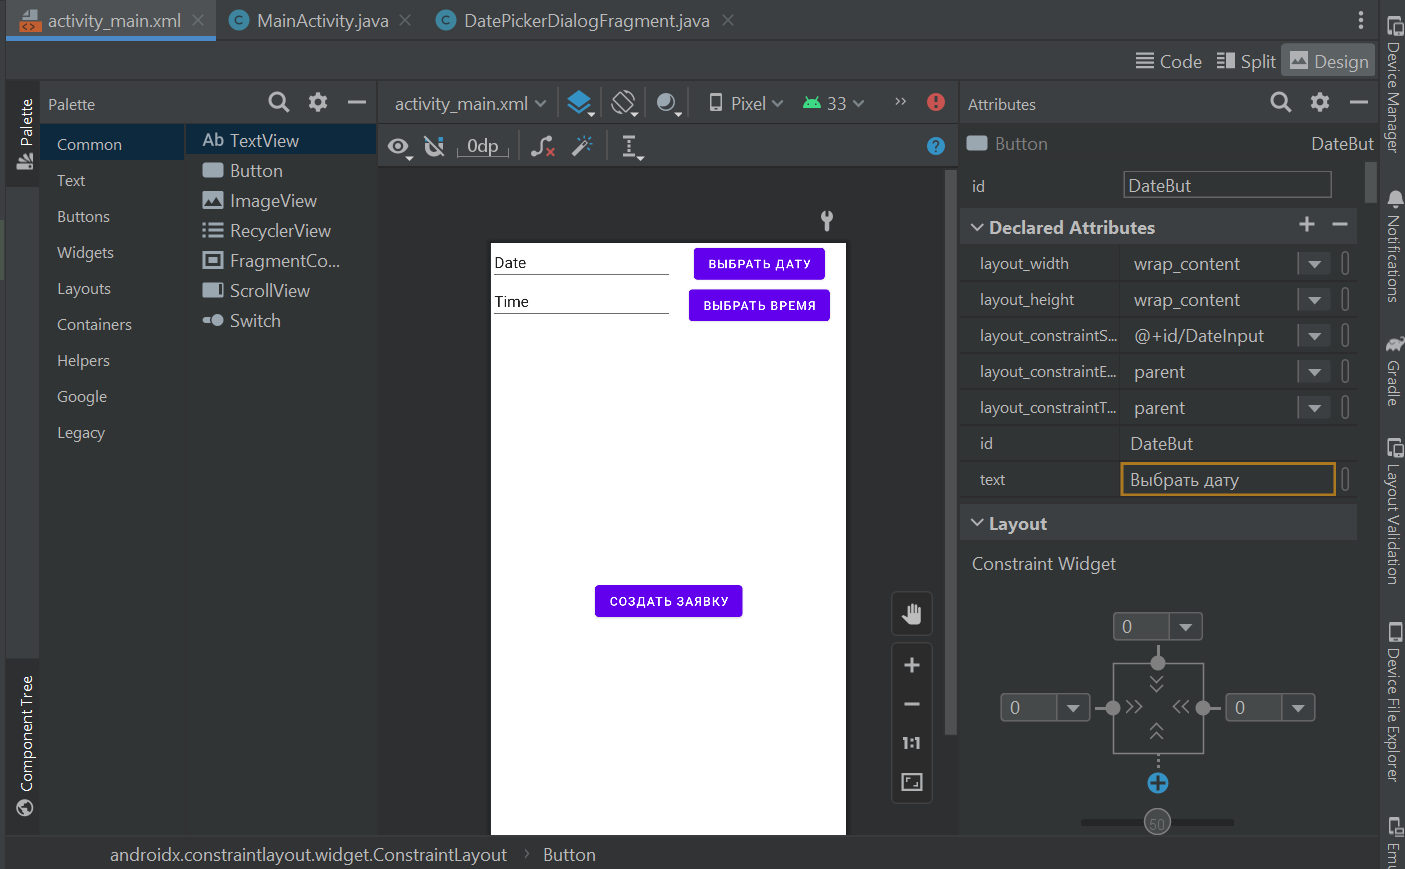 activity_main.xml
MainActivity.java
DatePickerDialogFragment.java
Code
Split
Design
Palette
Component Tree
Palette
Common
Text
Buttons
Widgets
Layouts
Containers
Helpers
Google
Legacy
Ab TextView
Button
ImageView
RecyclerView
FragmentCo...
ScrollView
Switch
activity_main.xml
Pixel
33
0dp
Date
ВЫБРАТЬ ДАТУ
Time
ВЫБРАТЬ ВРЕМЯ
СОЗДАТЬ ЗАЯВКУ
1:1
Attributes
Button DateBut
id DateBut
Declared Attributes
layout_width wrap_content
layout_height wrap_content
layout_constraintS... @+id/DateInput
layout_constraintE... parent
layout_constraintT... parent
id DateBut
text Выбрать дату
Layout
Constraint Widget
0
0
0
50
Device Manager
Notifications
Gradle
Layout Validation
Device File Explorer
Emu
androidx.constraintlayout.widget.ConstraintLayout
Button